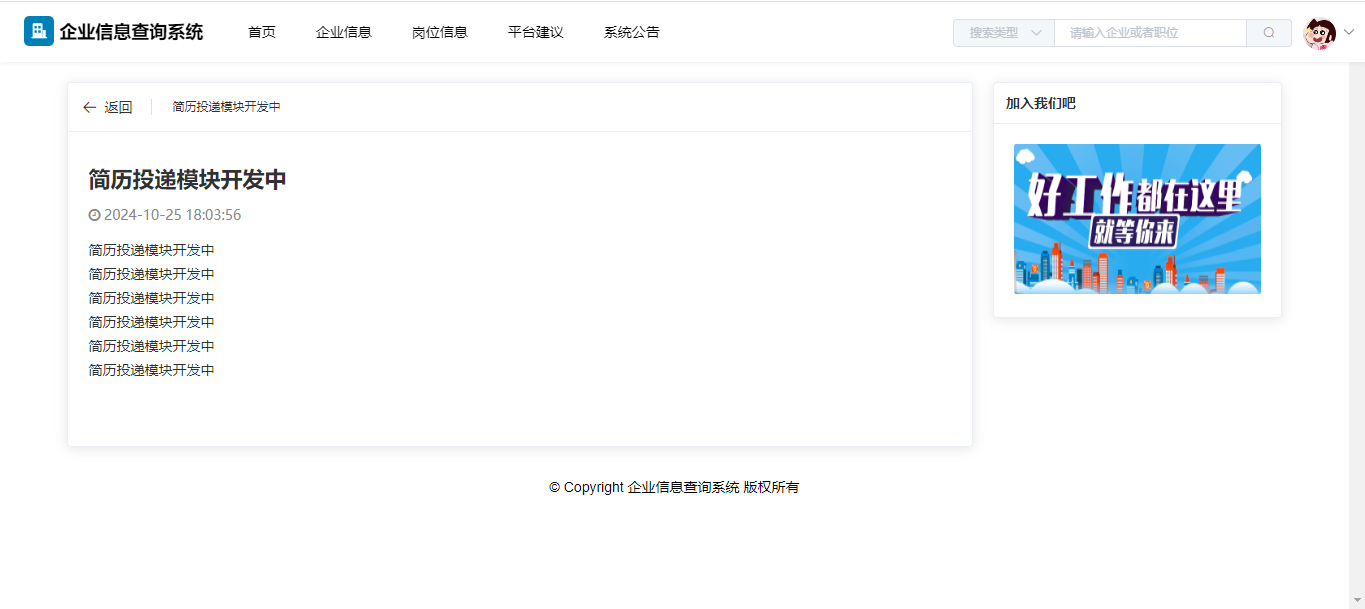 企业信息查询系统 首页 企业信息 岗位信息 平台建议 系统公告 搜索类型 请输入企业或者职位
返回 简历投递模块开发中
简历投递模块开发中
2024-10-25 18:03:56
简历投递模块开发中
简历投递模块开发中
简历投递模块开发中
简历投递模块开发中
简历投递模块开发中
简历投递模块开发中
加入我们吧
好工作都在这里
就等你来
© Copyright 企业信息查询系统 版权所有